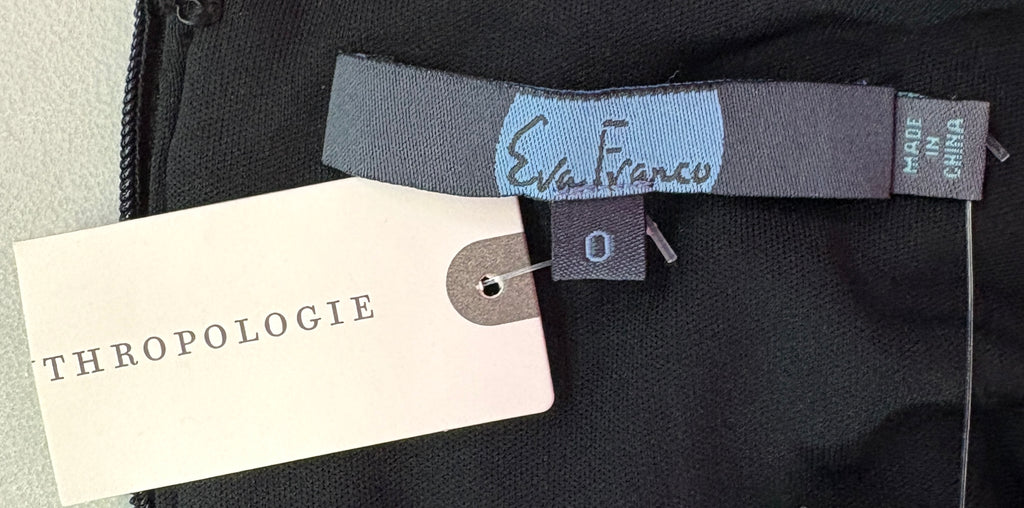 Eva Franco
MADE
IN
CHINA
0
THROPOLOGIE